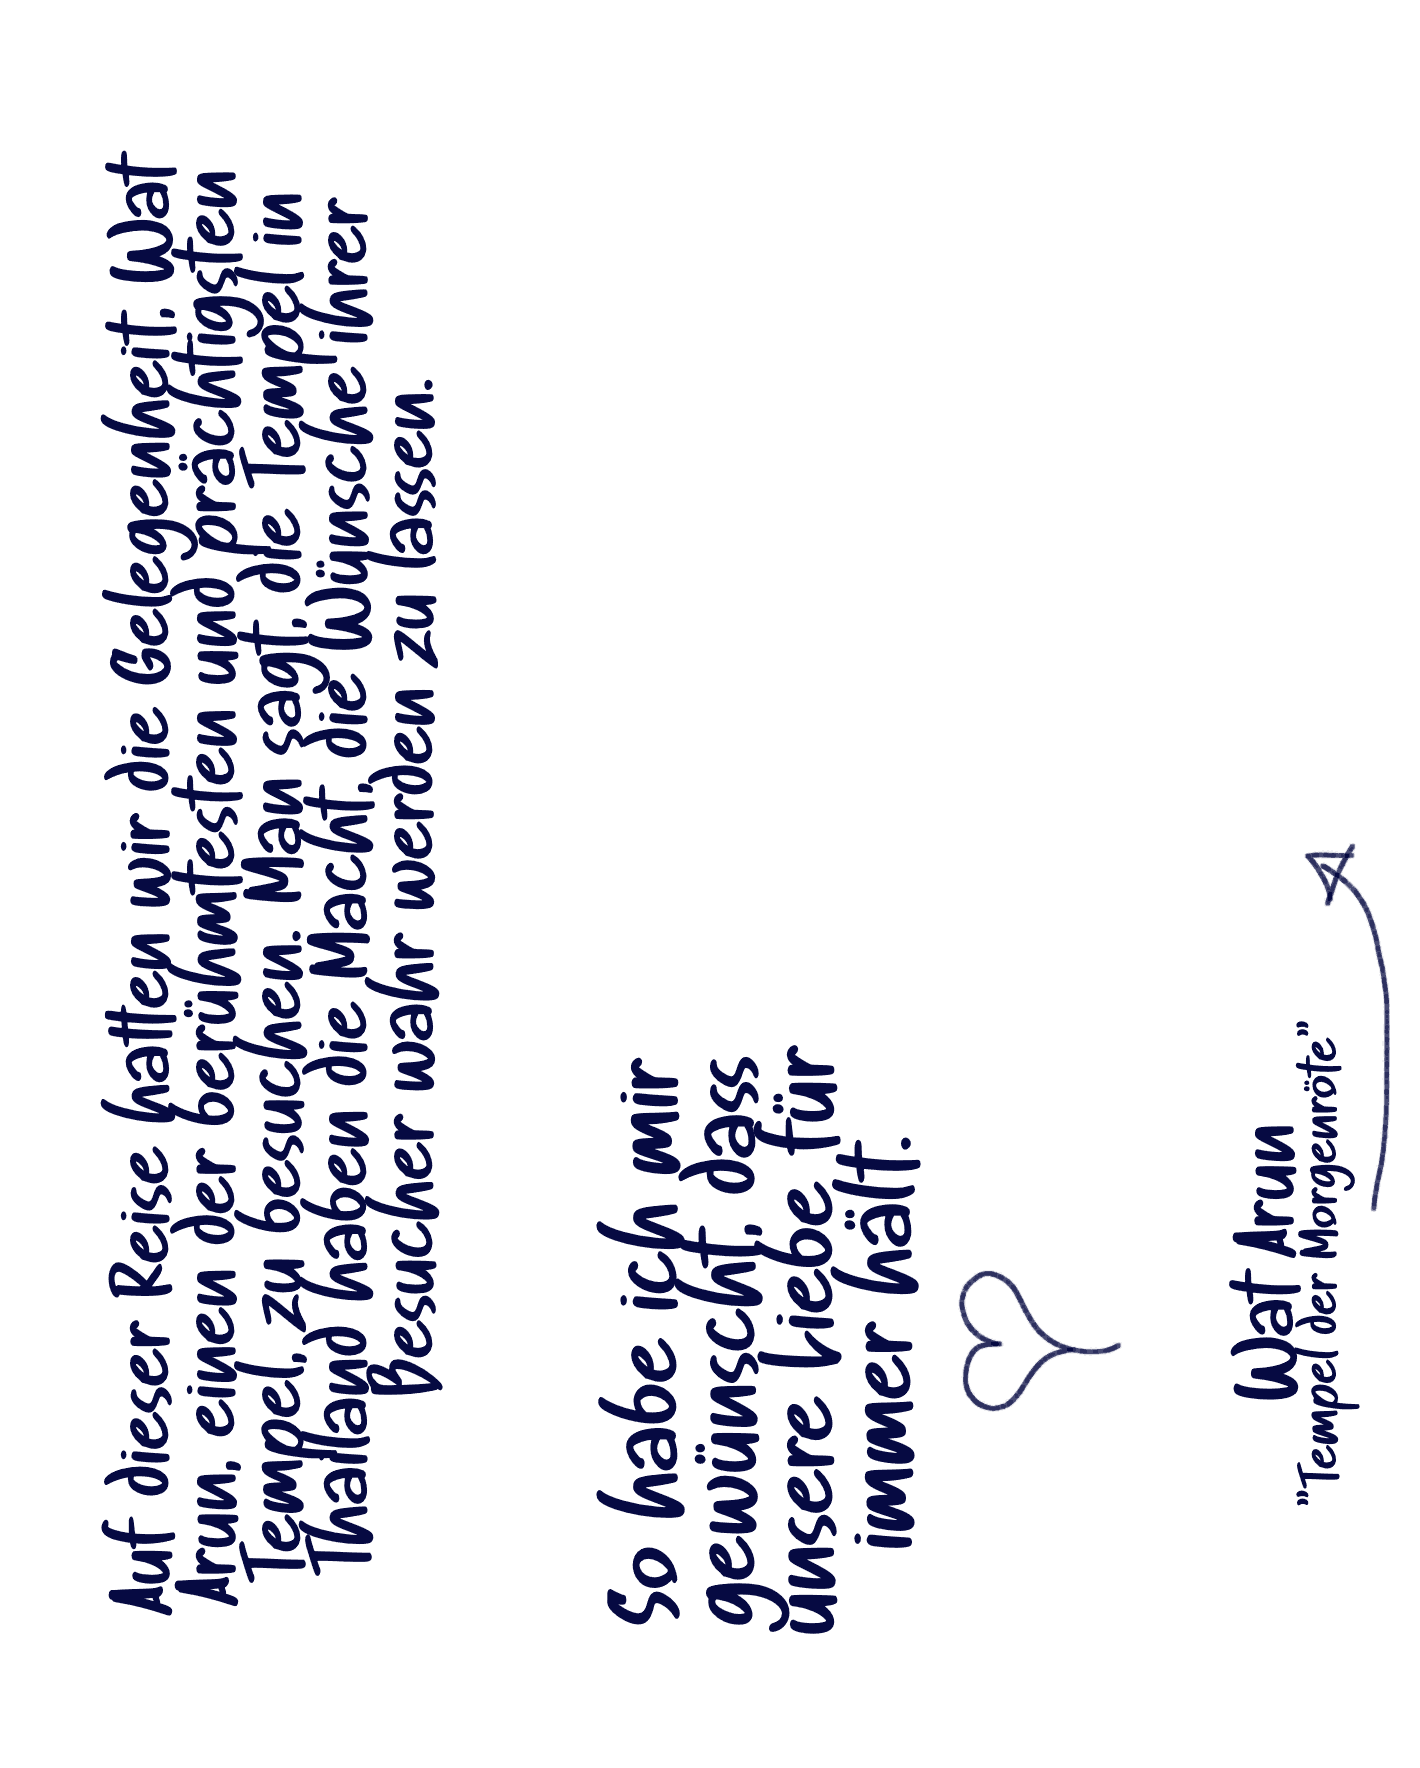 Auf dieser Reise hatten wir die Gelegenheit, Wat
Arun, einen der berühmtesten und prächtigsten
Tempel, zu besuchen. Man sagt, die Tempel in
Thailand haben die Macht, die Wünsche ihrer
Besucher wahr werden zu lassen.
So habe ich mir
gewünscht, dass
unsere Liebe für
immer hält.
Wat Arun
"Tempel der Morgenröte"